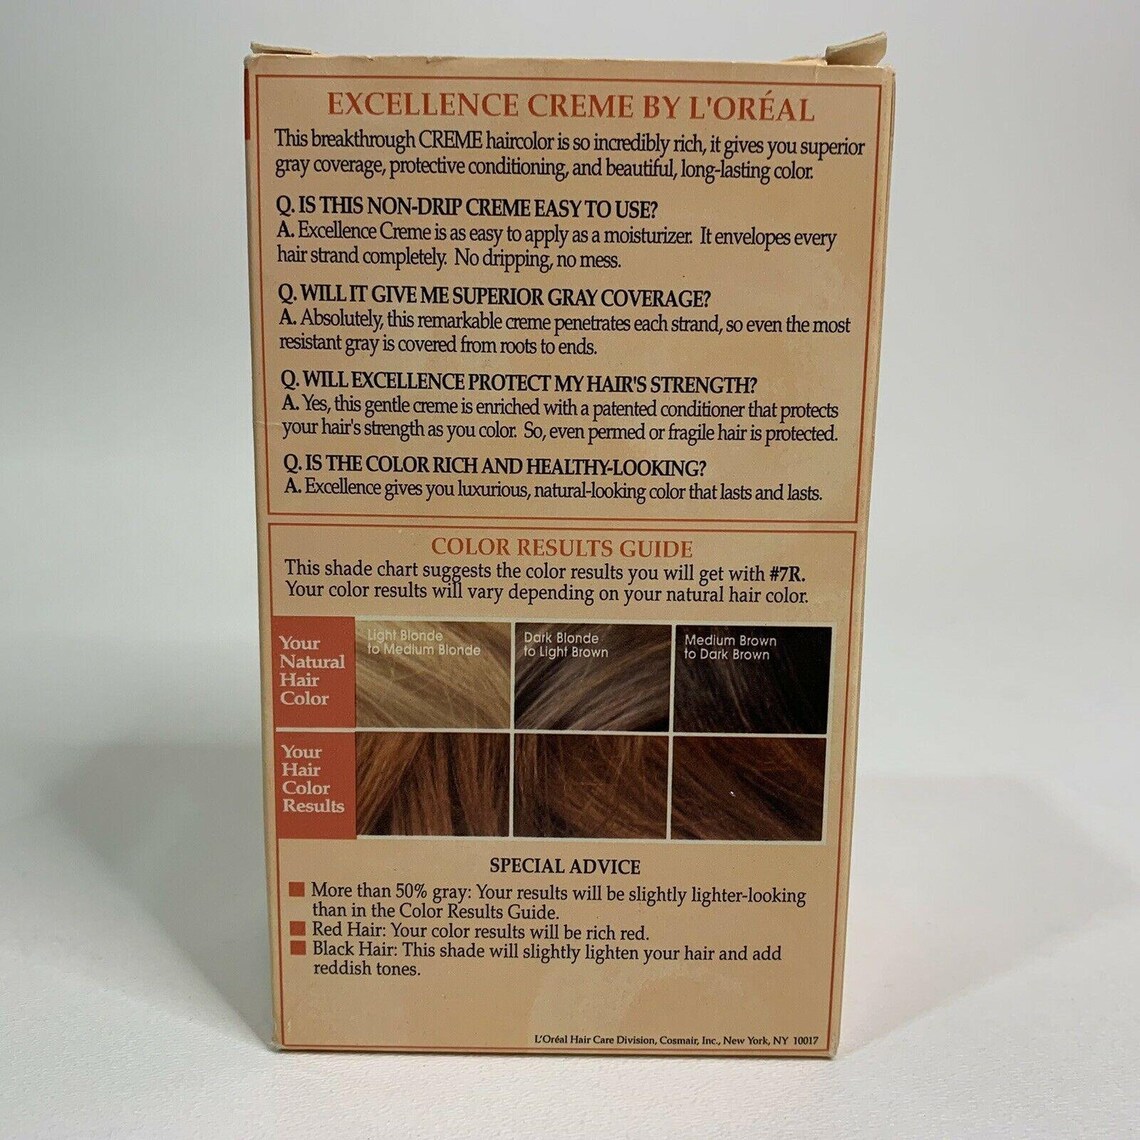 EXCELLENCE CREME BY L'ORÉAL
This breakthrough CREME haircolor is so incredibly rich, it gives you superior
gray coverage, protective conditioning, and beautiful, long-lasting color.
Q. IS THIS NON-DRIP CREME EASY TO USE?
A. Excellence Creme is as easy to apply as a moisturizer. It envelopes every
hair strand completely. No dripping, no mess.
Q. WILL IT GIVE ME SUPERIOR GRAY COVERAGE?
A. Absolutely, this remarkable creme penetrates each strand, so even the most
resistant gray is covered from roots to ends.
Q. WILL EXCELLENCE PROTECT MY HAIR'S STRENGTH?
A. Yes, this gentle creme is enriched with a patented conditioner that protects
your hair's strength as you color. So, even permed or fragile hair is protected.
Q. IS THE COLOR RICH AND HEALTHY-LOOKING?
A. Excellence gives you luxurious, natural-looking color that lasts and lasts.
COLOR RESULTS GUIDE
This shade chart suggests the color results you will get with #7R.
Your color results will vary depending on your natural hair color.
Your
Natural
Hair
Color
Light Blonde
to Medium Blonde
Dark Blonde
to Light Brown
Medium Brown
to Dark Brown
Your
Hair
Color
Results
SPECIAL ADVICE
More than 50% gray: Your results will be slightly lighter-looking
than in the Color Results Guide.
Red Hair: Your color results will be rich red.
Black Hair: This shade will slightly lighten your hair and add
reddish tones.
L'Oréal Hair Care Division, Cosmair, Inc., New York, NY 10017